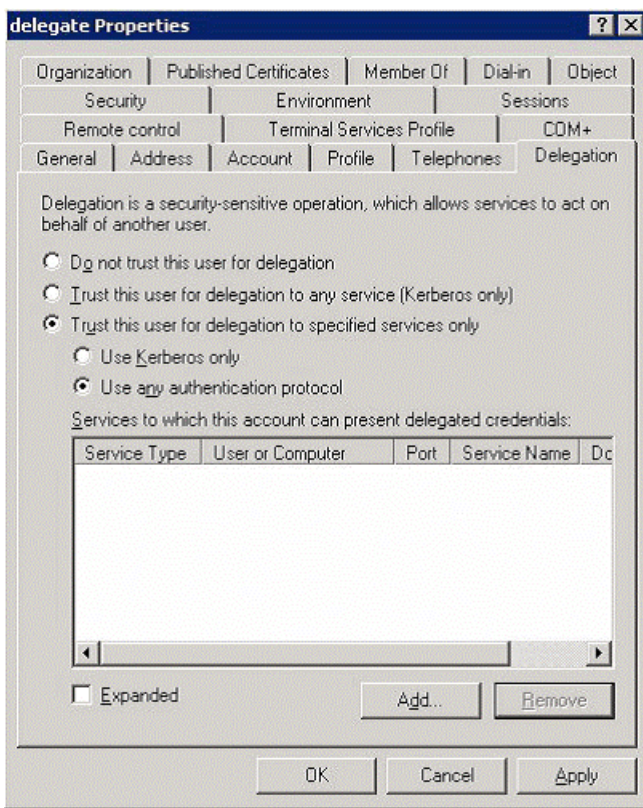 delegate Properties
Organization Published Certificates Member Of Dial-in Object
Security Environment Sessions
Remote control Terminal Services Profile COM+
General Address Account Profile Telephones Delegation
Delegation is a security-sensitive operation, which allows services to act on
behalf of another user.
Do not trust this user for delegation
Trust this user for delegation to any service (Kerberos only)
Trust this user for delegation to specified services only
Use Kerberos only
Use any authentication protocol
Services to which this account can present delegated credentials:
Service Type User or Computer Port Service Name Do
Expanded Add... Remove
OK Cancel Apply